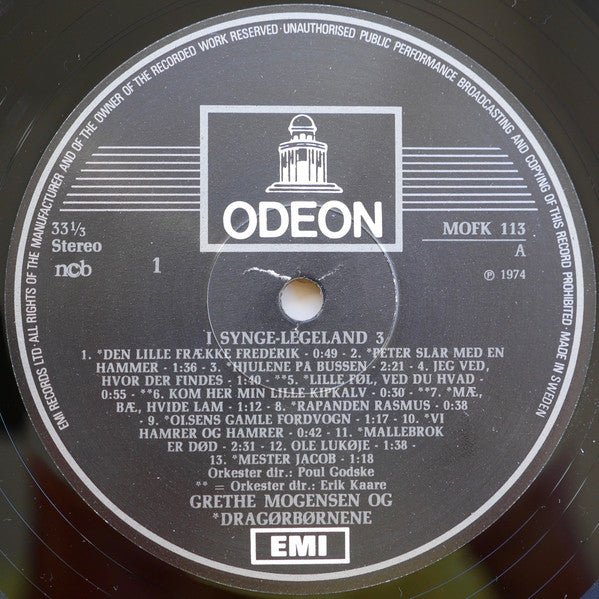 EMI RECORDS LTD·ALL RIGHTS OF THE MANUFACTURER AND OF THE OWNER OF THE RECORDED WORK RESERVED·UNAUTHORISED PUBLIC PERFORMANCE BROADCASTING AND COPYING OF THIS RECORD PROHIBITED·MADE IN SWEDEN
ODEON
33 1/3
Stereo
ncb
1
MOFK 113
A
Ⓟ 1974
I SYNGE-LEGELAND 3
1. *DEN LILLE FRÆKKE FREDERIK - 0:49 - 2. *PETER SLAR MED EN
HAMMER - 1:36 - 3. *HJULENE PA BUSSEN - 2:21 - 4. JEG VED,
HVOR DER FINDES - 1:40 - **5. *LILLE FØL, VED DU HVAD -
0:55 - **6. KOM HER MIN LILLE KIPKALV - 0:30 - **7. *MÆ,
BÆ, HVIDE LAM - 1:12 - 8. *RAPANDEN RASMUS - 0:38
- 9. *OLSENS GAMLE FORDVOGN - 1:17 - 10. *VI
HAMRER OG HAMRER - 0:42 - 11. *MALLEBROK
ER DØD - 2:31 - 12. OLE LUKØJE - 1:38 -
13. *MESTER JACOB - 1:18
Orkester dir.: Poul Godske
** = Orkester dir.: Erik Kaare
GRETHE MOGENSEN OG
*DRAGØRBØRNENE
EMI